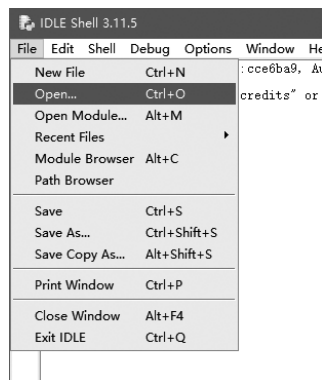 IDLE Shell 3.11.5
File Edit Shell Debug Options Window
New File Ctrl+N
:cce6ba9,
Open... Ctrl+O
credits" or
Open Module... Alt+M
Recent Files
Module Browser Alt+C
Path Browser
Save Ctrl+S
Save As... Ctrl+Shift+S
Save Copy As... Alt+Shift+S
Print Window Ctrl+P
Close Window Alt+F4
Exit IDLE Ctrl+Q